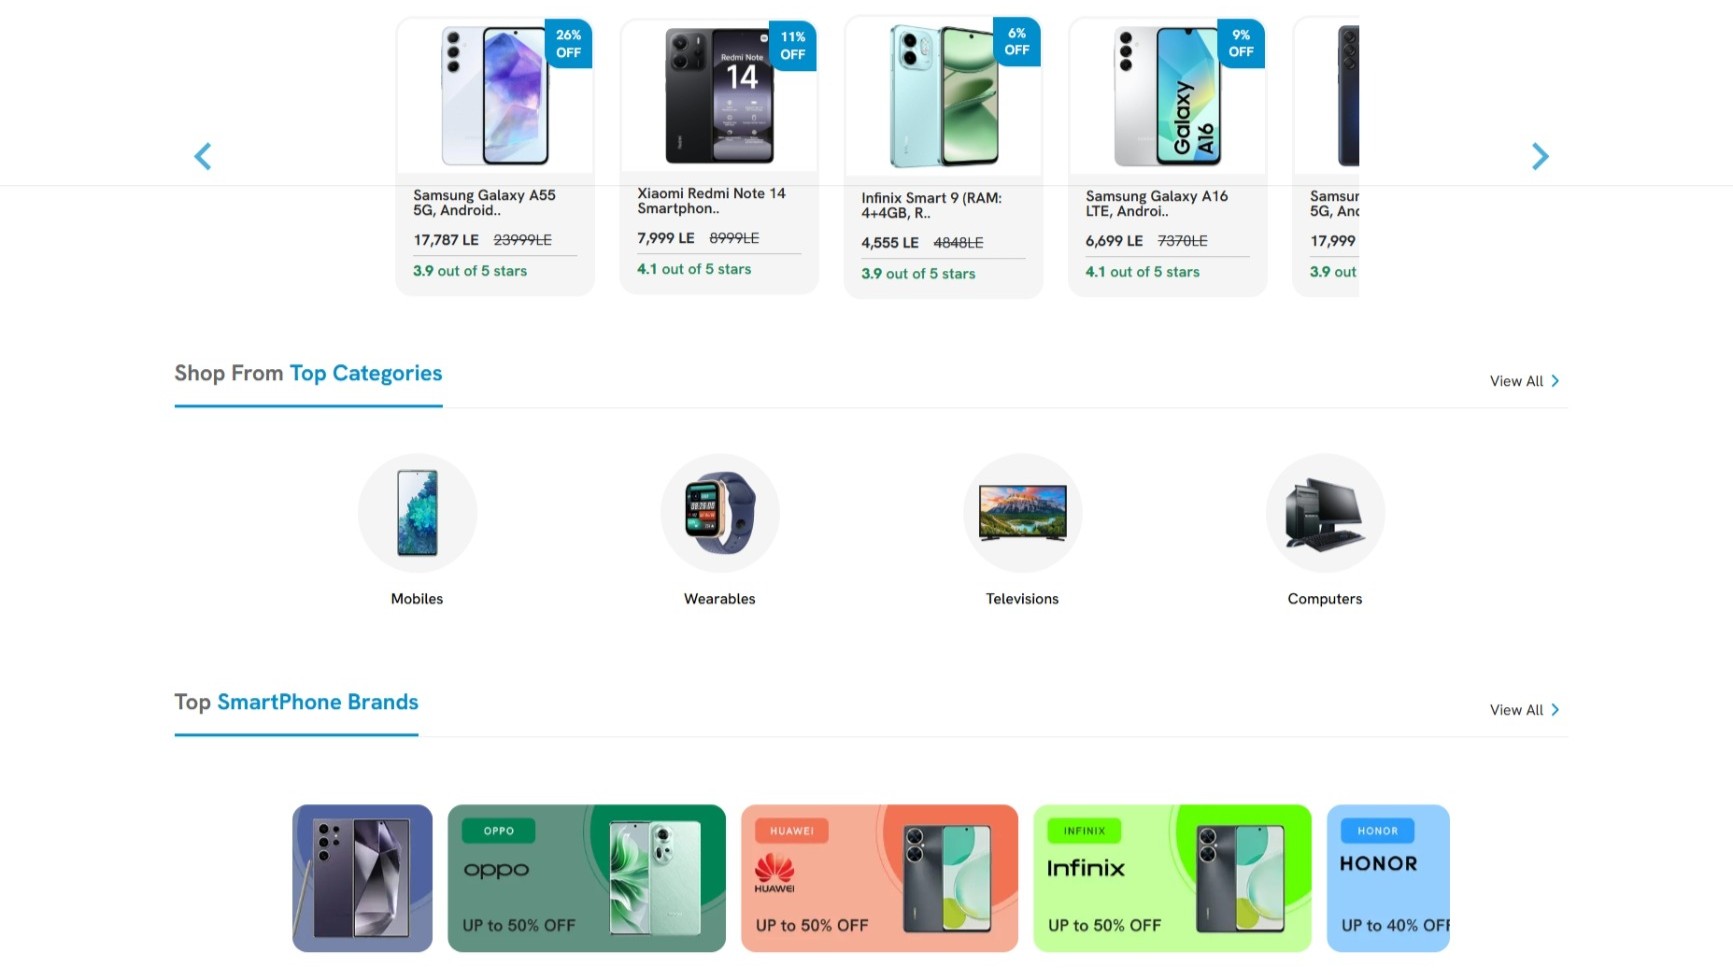 26%
OFF
Samsung Galaxy A55
5G, Android..
17,787 LE 23999LE
3.9 out of 5 stars
11%
OFF
Redmi Note
14
Xiaomi Redmi Note 14
Smartphon..
7,999 LE 8999LE
4.1 out of 5 stars
6%
OFF
Infinix Smart 9 (RAM:
4+4GB, R..
4,555 LE 4848LE
3.9 out of 5 stars
9%
OFF
Galaxy
A16
Samsung Galaxy A16
LTE, Androi..
6,699 LE 7370LE
4.1 out of 5 stars
Samsur
5G, Anc
17,999
3.9 out
Shop From Top Categories
View All
Mobiles
Wearables
Televisions
Computers
Top SmartPhone Brands
View All
OPPO
oppo
UP to 50% OFF
HUAWEI
HUAWEI
UP to 50% OFF
INFINIX
Infinix
UP to 50% OFF
HONOR
HONOR
UP to 40% OFF